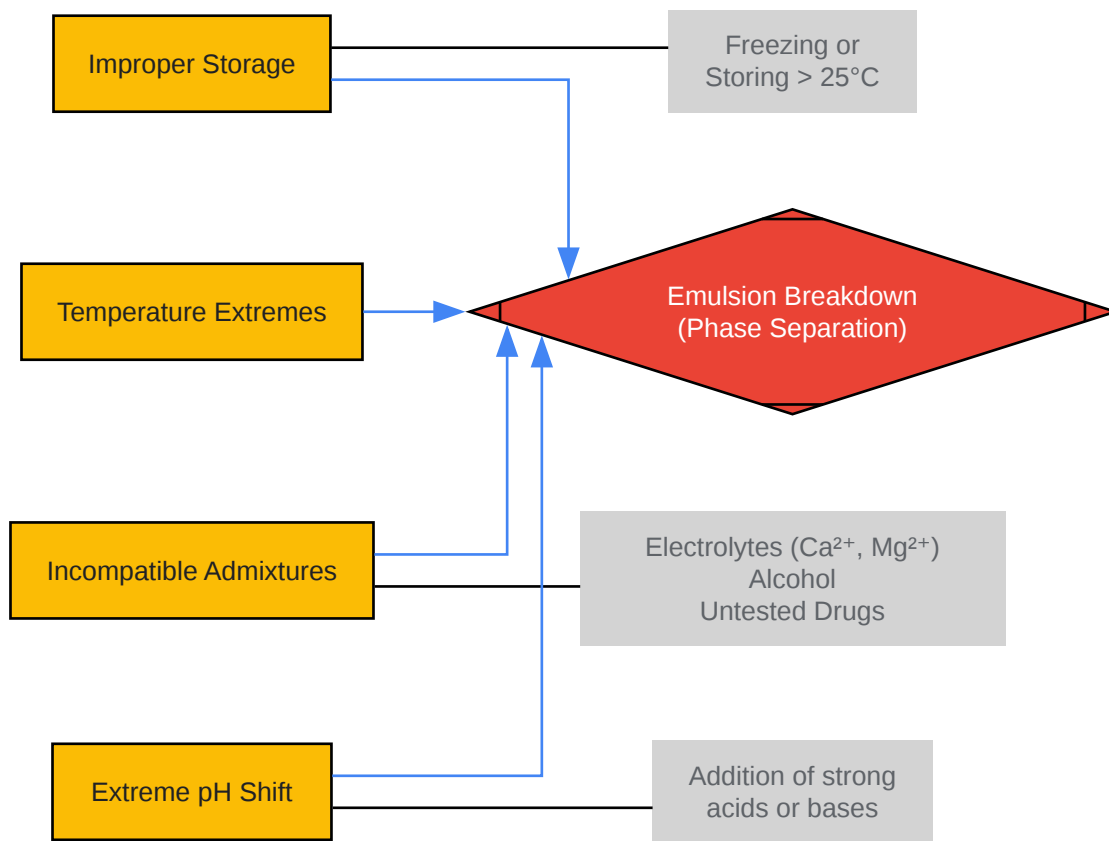 Improper Storage
Freezing or
Storing > 25°C
Temperature Extremes
Emulsion Breakdown
(Phase Separation)
Incompatible Admixtures
Electrolytes (Ca²⁺, Mg²⁺)
Alcohol
Untested Drugs
Extreme pH Shift
Addition of strong
acids or bases